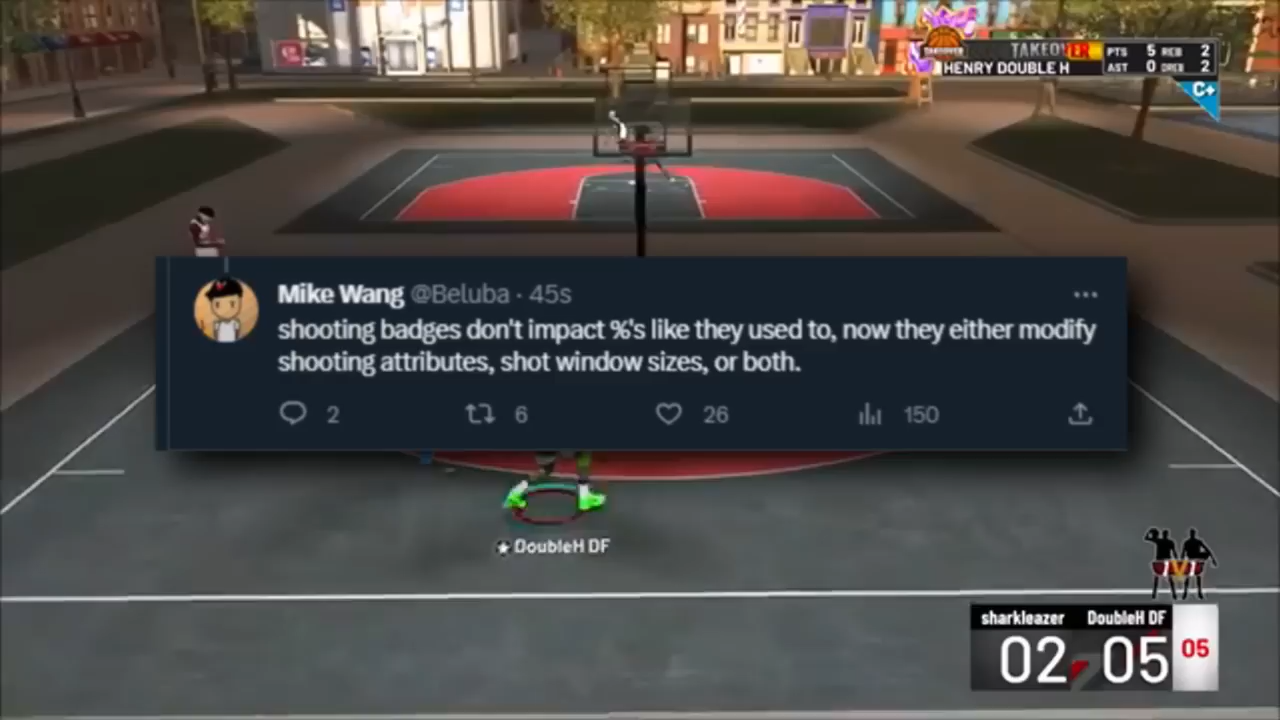 TAKEOVER
TAKEOVER PTS 5 REB 2
HENRY DOUBLE H AST 0 DREB 2
C+
Mike Wang @Beluba · 45s
shooting badges don't impact %'s like they used to, now they either modify
shooting attributes, shot window sizes, or both.
2 6 26 150
DoubleH DF
sharkleazer DoubleH DF
02 05 05